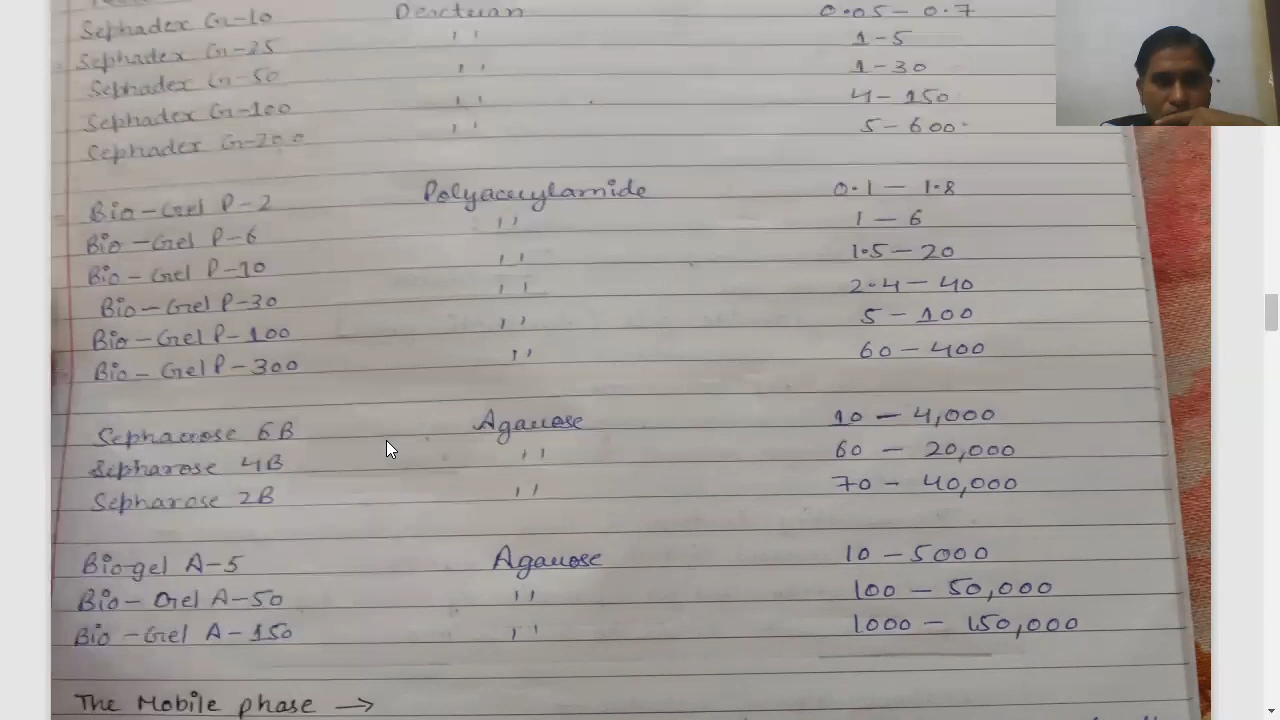 Sephadex G-10 Dextran 0.05 - 0.7
Sephadex G-25 '' 1-5
Sephadex G-50 '' 1-30
Sephadex G-100 '' 4-150
Sephadex G-200 '' 5-600
Bio-Gel P-2 Polyacrylamide 0.1 - 1.8
Bio-Gel P-6 '' 1 - 6
Bio-Gel P-10 '' 1.5 - 20
Bio-Gel P-30 '' 2.4 - 40
Bio-Gel P-100 '' 5 - 100
Bio-Gel P-300 '' 60 - 400
Sepharose 6B Agarose 10 - 4,000
Sepharose 4B '' 60 - 20,000
Sepharose 2B '' 70 - 40,000
Biogel A-5 Agarose 10 - 5000
Bio-Gel A-50 '' 100 - 50,000
Bio-Gel A-150 '' 1000 - 150,000
The Mobile phase →